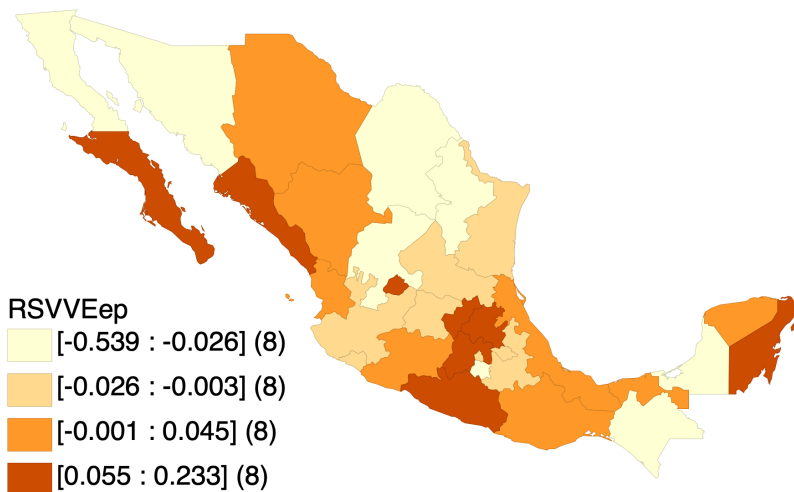 RSVVEep
[-0.539 : -0.026] (8)
[-0.026 : -0.003] (8)
[-0.001 : 0.045] (8)
[0.055 : 0.233] (8)